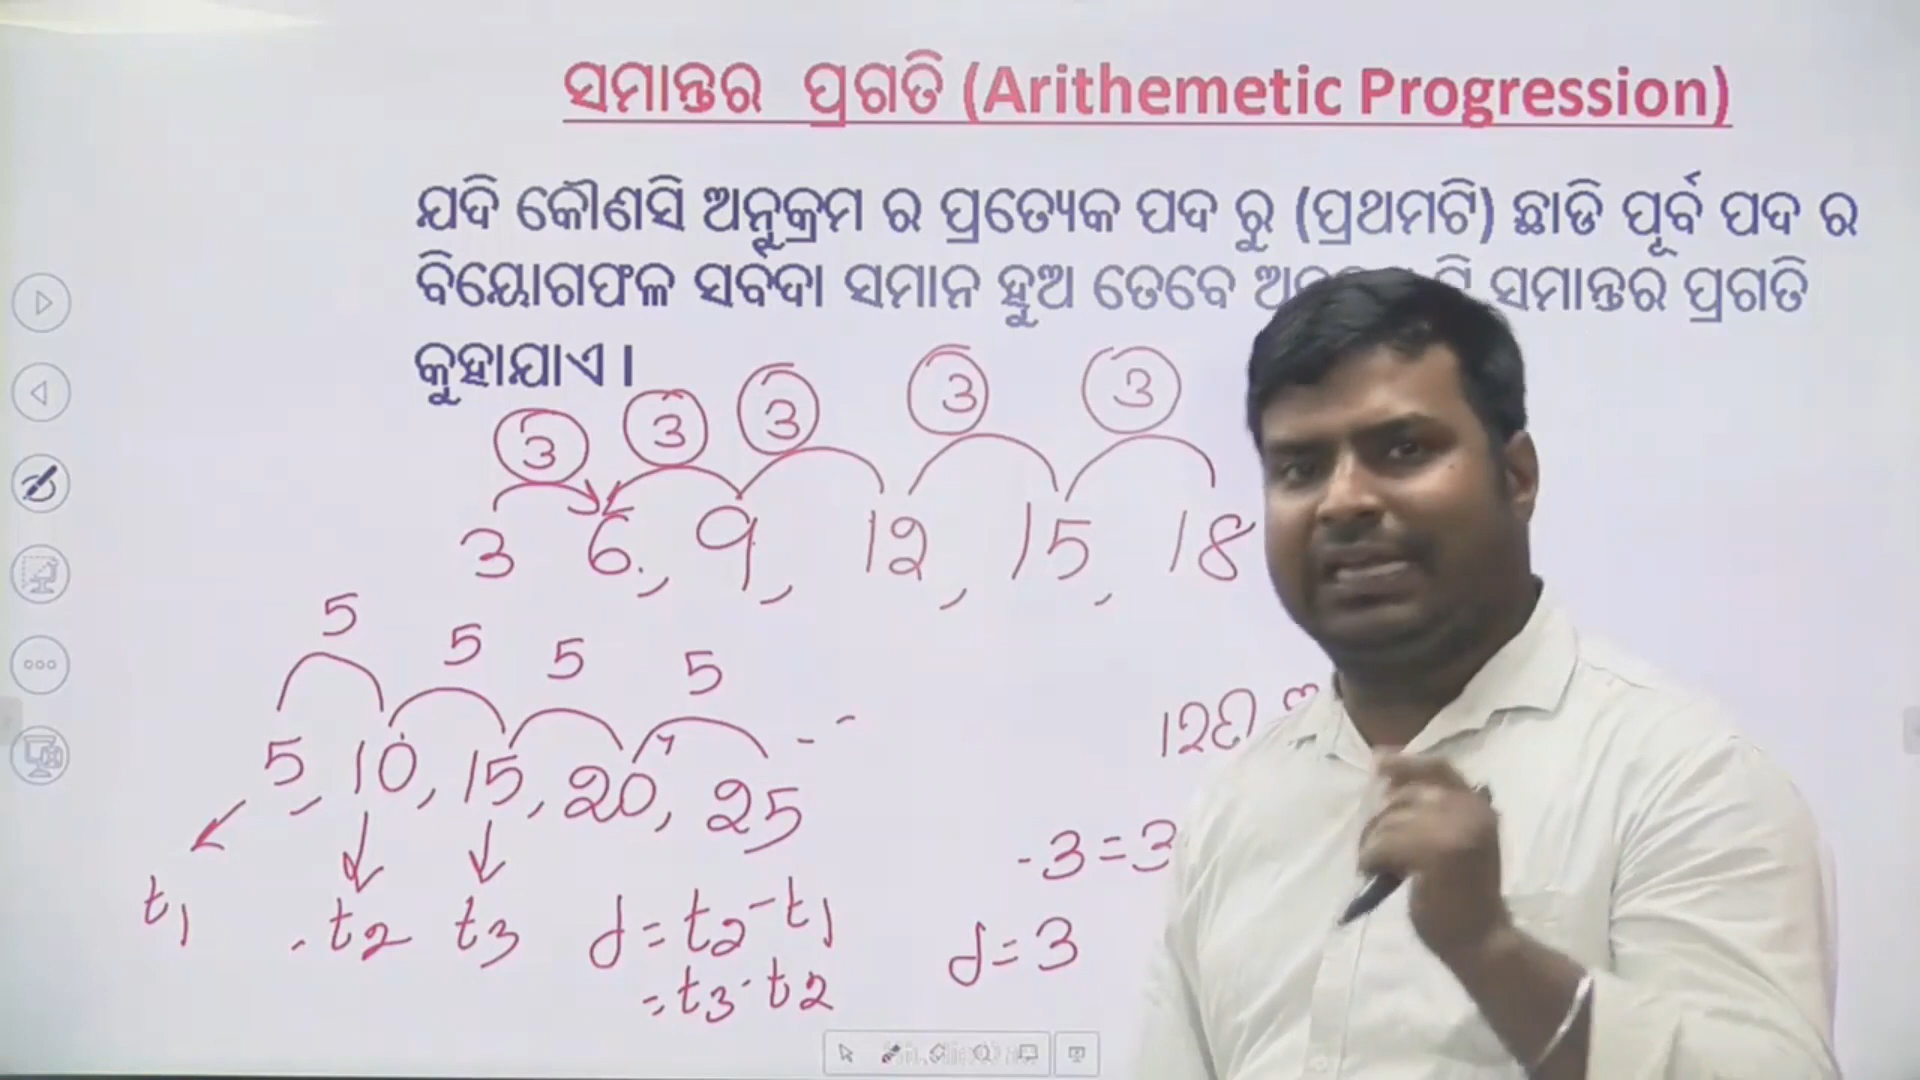 ସମାନ୍ତର ପ୍ରଗତି (Arithemetic Progression)
ଯଦି କୌଣସି ଅନୁକ୍ରମ ର ପ୍ରତ୍ୟେକ ପଦ ରୁ (ପ୍ରଥମଟି) ଛାଡି ପୂର୍ବ ପଦ ର
ବିୟୋଗଫଳ ସର୍ବଦା ସମାନ ହୁଅ ତେବେ ସମାନ୍ତର ପ୍ରଗତି
କୁହାଯାଏ ।
3 3 3 3 3
3 6, 9, 12, 15, 18
5 5 5 5
5, 10, 15, 20, 25 - -
-3=3
t1 t2 t3 d=t2-t1 d=3
=t3-t2